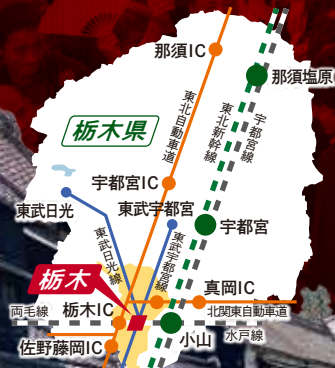 那須IC
那須塩原
栃木県
東北自動車道
東北新幹線
宇都宮線
宇都宮IC
東武日光
東武宇都宮
宇都宮
東武日光線
東武宇都宮線
栃木
真岡IC
両毛線
栃木IC
北関東自動車道
佐野藤岡IC
小山
水戸線